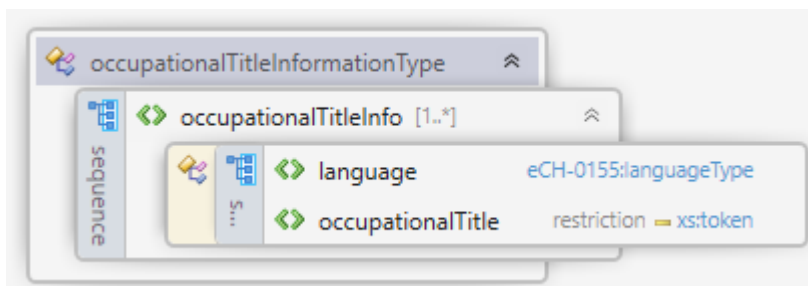 occupationalTitleInformationType
occupationalTitleInfo [1..*]
sequence
language eCH-0155:languageType
s...
occupationalTitle restriction xs:token